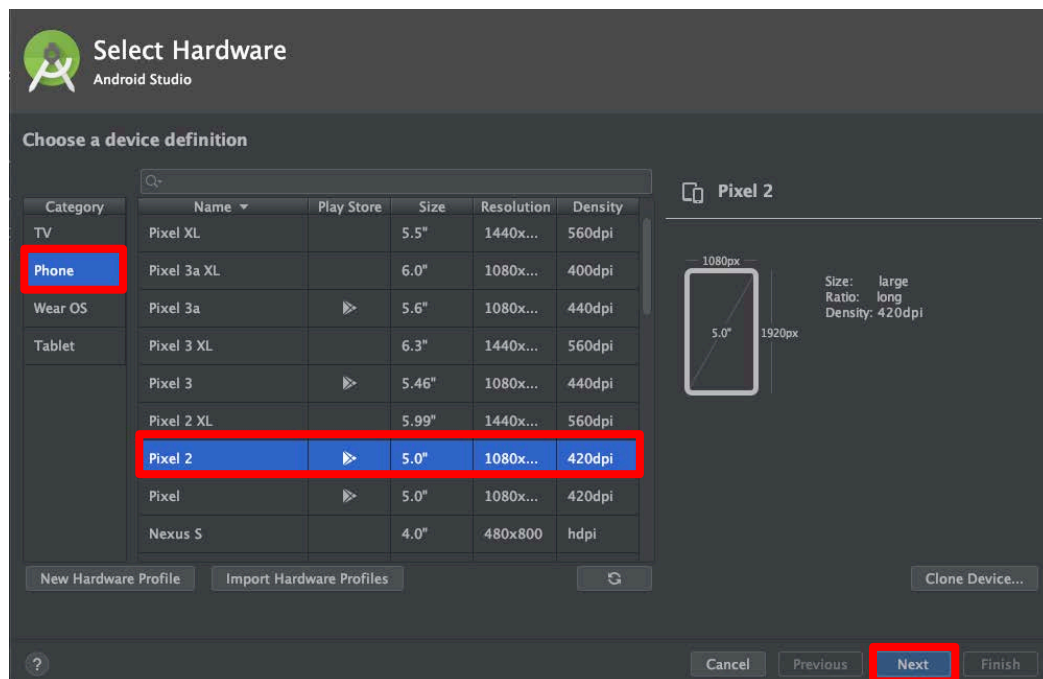 Select Hardware
Android Studio
Choose a device definition
Category Name Play Store Size Resolution Density
TV
Phone
Wear OS
Tablet
Pixel XL 5.5" 1440x... 560dpi
Pixel 3a XL 6.0" 1080x... 400dpi
Pixel 3a 5.6" 1080x... 440dpi
Pixel 3 XL 6.3" 1440x... 560dpi
Pixel 3 5.46" 1080x... 440dpi
Pixel 2 XL 5.99" 1440x... 560dpi
Pixel 2 5.0" 1080x... 420dpi
Pixel 5.0" 1080x... 420dpi
Nexus S 4.0" 480x800 hdpi
New Hardware Profile Import Hardware Profiles
Pixel 2
1080px
5.0" 1920px
Size: large
Ratio: long
Density: 420dpi
Clone Device...
? Cancel Previous Next Finish